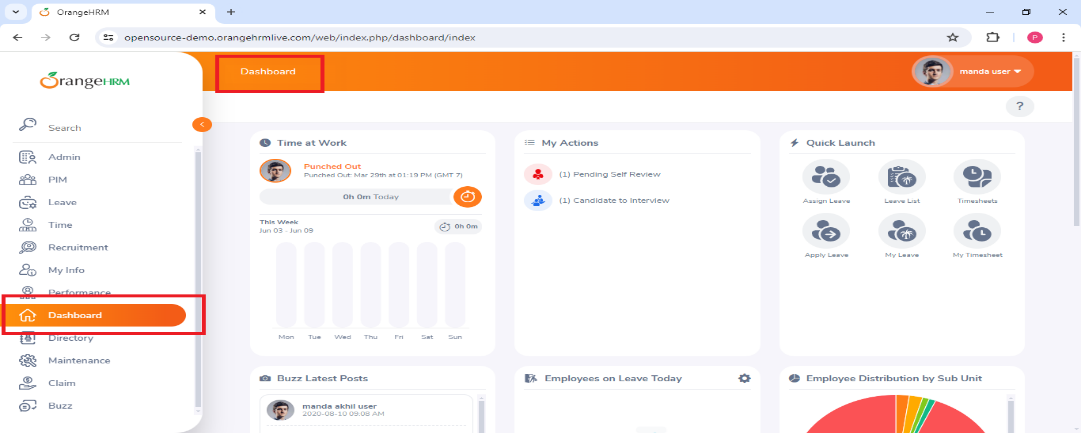 OrangeHRM
opensource-demo.orangehrmlive.com/web/index.php/dashboard/index
P
OrangeHRM
Dashboard
manda user
?
Search
Admin
PIM
Leave
Time
Recruitment
My Info
Performance
Dashboard
Directory
Maintenance
Claim
Buzz
Time at Work
Punched Out
Punched Out: Mar 29th at 01:19 PM (GMT 7)
0h 0m Today
This Week
Jun 03 - Jun 09
0h 0m
Mon Tue Wed Thu Fri Sat Sun
My Actions
(1) Pending Self Review
(1) Candidate to Interview
Quick Launch
Assign Leave Leave List Timesheets
Apply Leave My Leave My Timesheet
Buzz Latest Posts
manda akhil user
2020-08-10 09:08 AM
Employees on Leave Today
Employee Distribution by Sub Unit